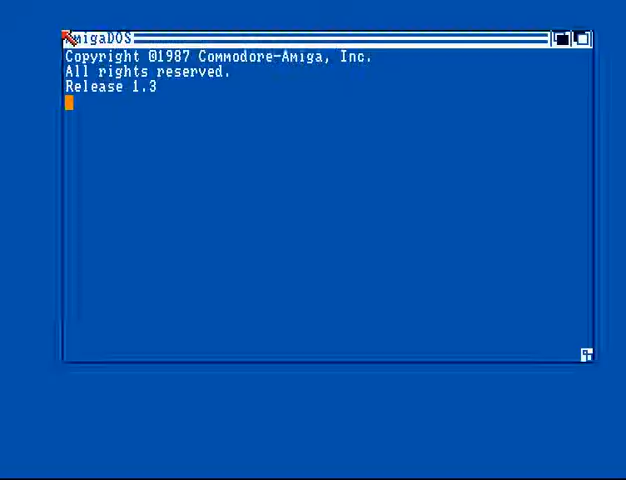 AmigaDOS
Copyright ©1987 Commodore-Amiga, Inc.
All rights reserved.
Release 1.3